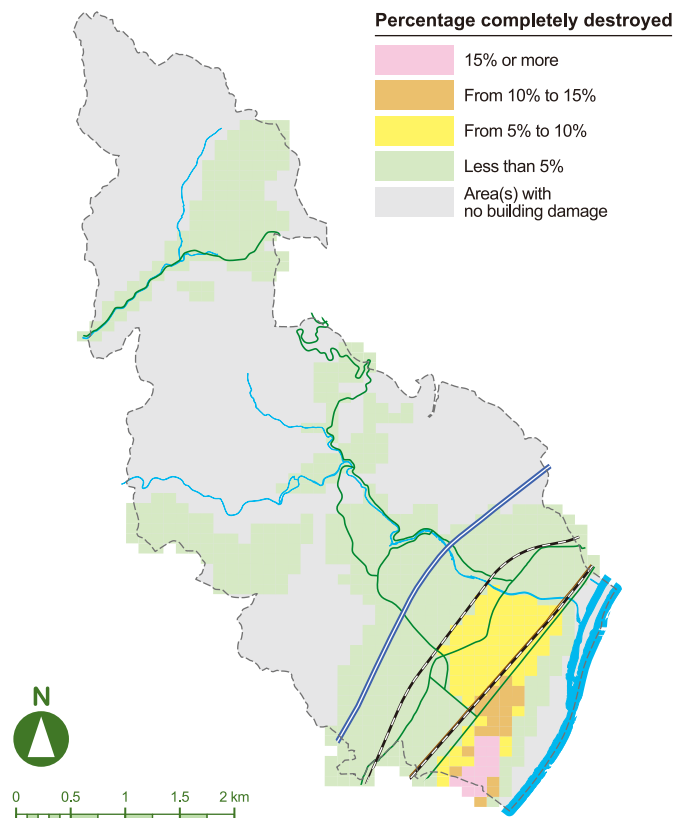 Percentage completely destroyed
15% or more
From 10% to 15%
From 5% to 10%
Less than 5%
Area(s) with
no building damage
N
0 0.5 1 1.5 2 km